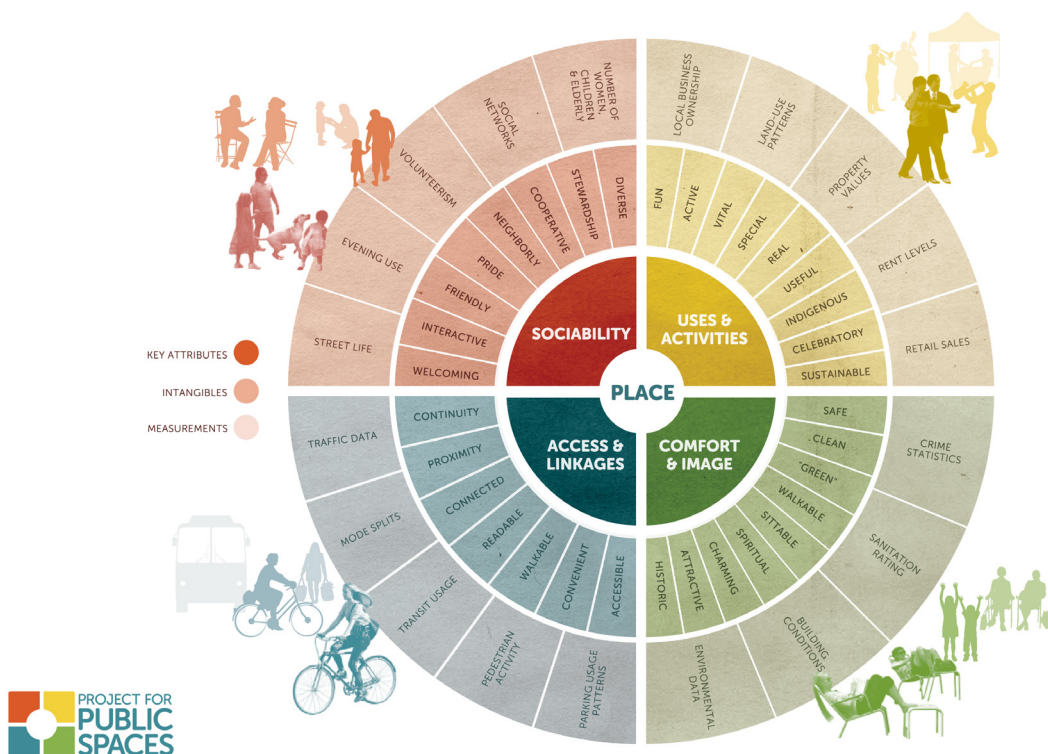 NUMBER OF
WOMEN,
CHILDREN
& ELDERLY
SOCIAL
NETWORKS
VOLUNTEERISM
EVENING USE
STREET LIFE
DIVERSE
STEWARDSHIP
COOPERATIVE
NEIGHBORLY
PRIDE
FRIENDLY
INTERACTIVE
WELCOMING
SOCIABILITY
LOCAL BUSINESS
OWNERSHIP
LAND-USE
PATTERNS
PROPERTY
VALUES
RENT LEVELS
RETAIL SALES
FUN
ACTIVE
VITAL
SPECIAL
REAL
USEFUL
INDIGENOUS
CELEBRATORY
SUSTAINABLE
USES &
ACTIVITIES
PLACE
KEY ATTRIBUTES
INTANGIBLES
MEASUREMENTS
ACCESS &
LINKAGES
CONTINUITY
PROXIMITY
CONNECTED
READABLE
WALKABLE
CONVENIENT
ACCESSIBLE
TRAFFIC DATA
MODE SPLITS
TRANSIT USAGE
PEDESTRIAN
ACTIVITY
PARKING USAGE
PATTERNS
COMFORT
& IMAGE
SAFE
CLEAN
"GREEN"
WALKABLE
SITTABLE
SPIRITUAL
CHARMING
ATTRACTIVE
HISTORIC
CRIME
STATISTICS
SANITATION
RATING
BUILDING
CONDITIONS
ENVIRONMENTAL
DATA
PROJECT FOR
PUBLIC
SPACES